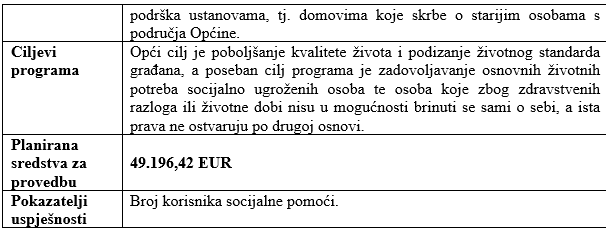 podrška ustanovama, tj. domovima koje skrbe o starijim osobama s
područja Općine.
Ciljevi
programa
Opći cilj je poboljšanje kvalitete života i podizanje životnog standarda
građana, a poseban cilj programa je zadovoljavanje osnovnih životnih
potreba socijalno ugroženih osoba te osoba koje zbog zdravstvenih
razloga ili životne dobi nisu u mogućnosti brinuti se sami o sebi, a ista
prava ne ostvaruju po drugoj osnovi.
Planirana
sredstva za
provedbu
49.196,42 EUR
Pokazatelji
uspješnosti
Broj korisnika socijalne pomoći.